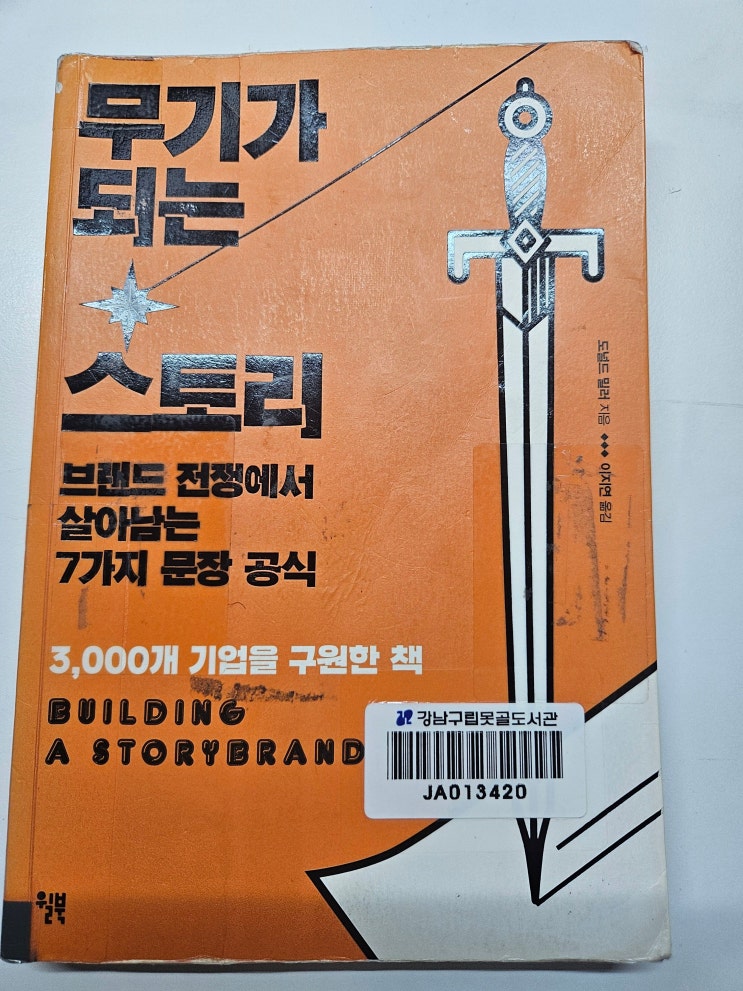 무기가
되는
스토리
브랜드 전쟁에서
살아남는
7가지 문장 공식
도널드 밀러 지음 ◆◆◆ 이지연 옮김
3,000개 기업을 구원한 책
BUILDING
A STORYBRAND
강남구립못골도서관
JA013420
윌북